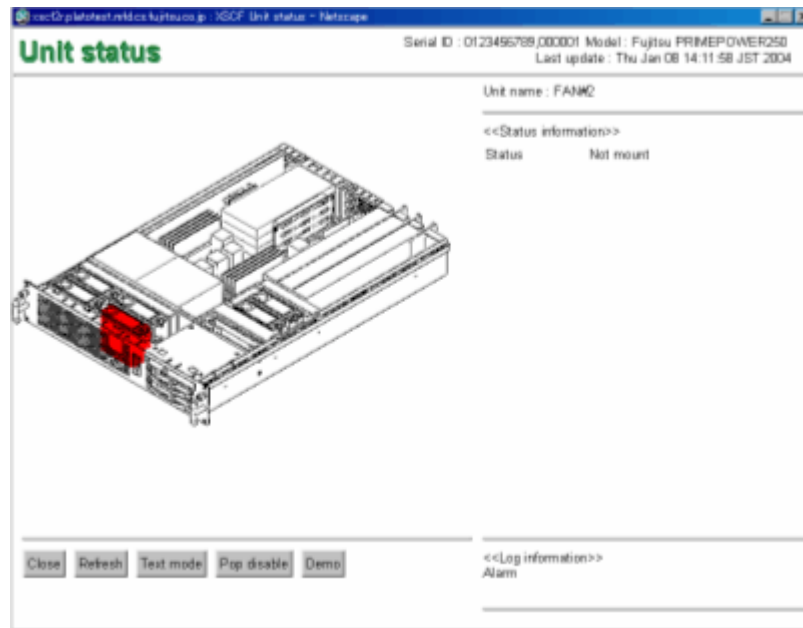 XSCF Unit status - Netscape
Unit status
Serial ID : 0123456789,000001 Model : Fujitsu PRIMEPOWER250
Last update : Thu Jan 08 14:11:58 JST 2004
Unit name : FAN#2
<<Status information>>
Status Not mount
Close Refresh Text mode Pop disable Demo
<<Log information>>
Alarm